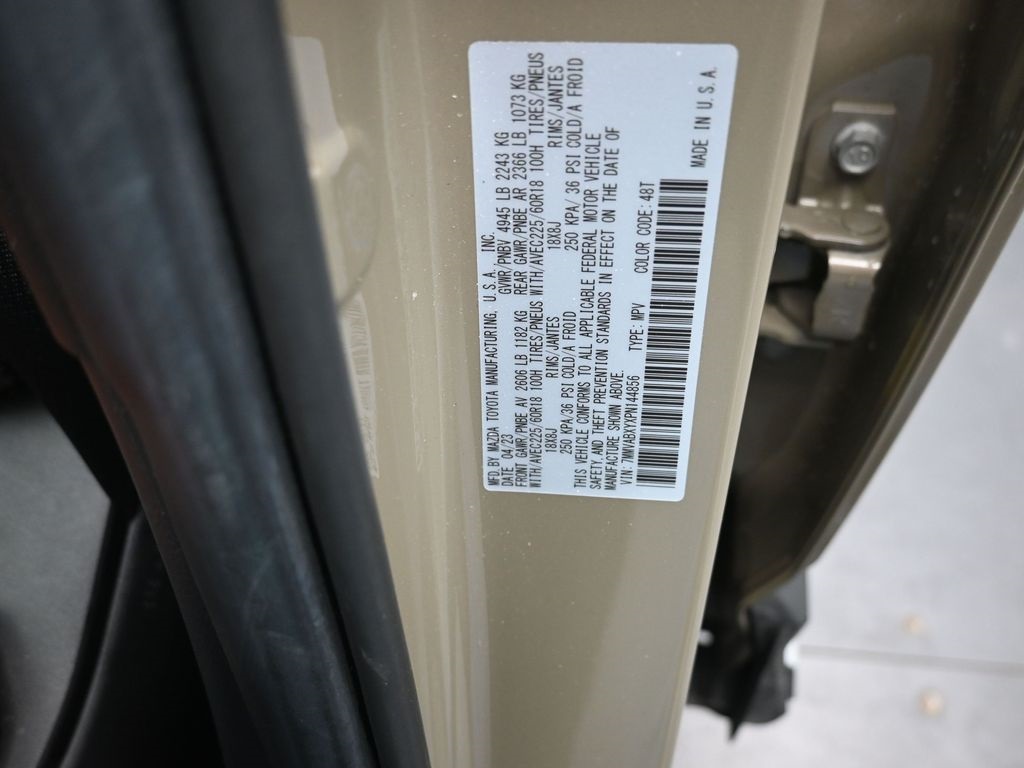 MFD. BY MAZDA TOYOTA MANUFACTURING, U. S. A., INC.
DATE 04/23 GVWR/PNBV 4945 LB 2243 KG
FRONT GAWR/PNBE AV 2606 LB 1182 KG REAR GAWR/PNBE AR 2366 LB 1073 KG
WITH/AVEC225/60R18 100H TIRES/PNEUS WITH/AVEC225/60R18 100H TIRES/PNEUS
18X8J RIMS/JANTES 18X8J RIMS/JANTES
250 KPA/36 PSI COLD/A FROID 250 KPA/ 36 PSI COLD/A FROID
THIS VEHICLE CONFORMS TO ALL APPLICABLE FEDERAL MOTOR VEHICLE
SAFETY, AND THEFT PREVENTION STANDARDS IN EFFECT ON THE DATE OF
MANUFACTURE SHOWN ABOVE.
VIN: 7MMVABYXPN144856 TYPE: MPV COLOR CODE: 48T
MADE IN U.S.A.